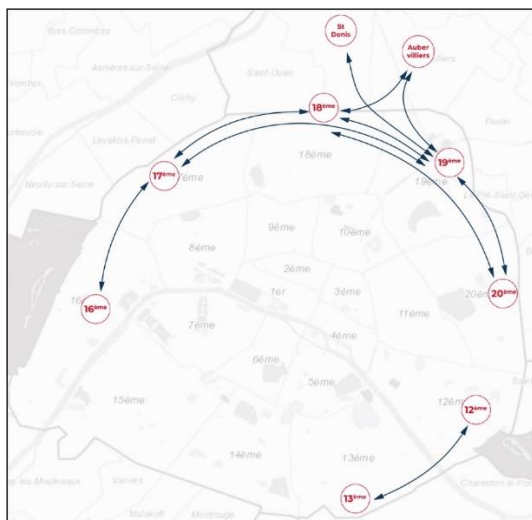 Bois-Colombes
St
Denis
Auber
villiers
Asnières-sur-Seine
Saint-Ouen
Clichy
18ème
Pantin
Levallois-Perret
18ème
17ème
19ème
19ème
Neuilly-sur-Seine
9ème
10ème
8ème
2ème
20ème
16ème
1er
3ème
20ème
11ème
7ème
4ème
6ème
5ème
12ème
15ème
12ème
14ème
13ème
13ème
Vanves
Malakoff
Montrouge